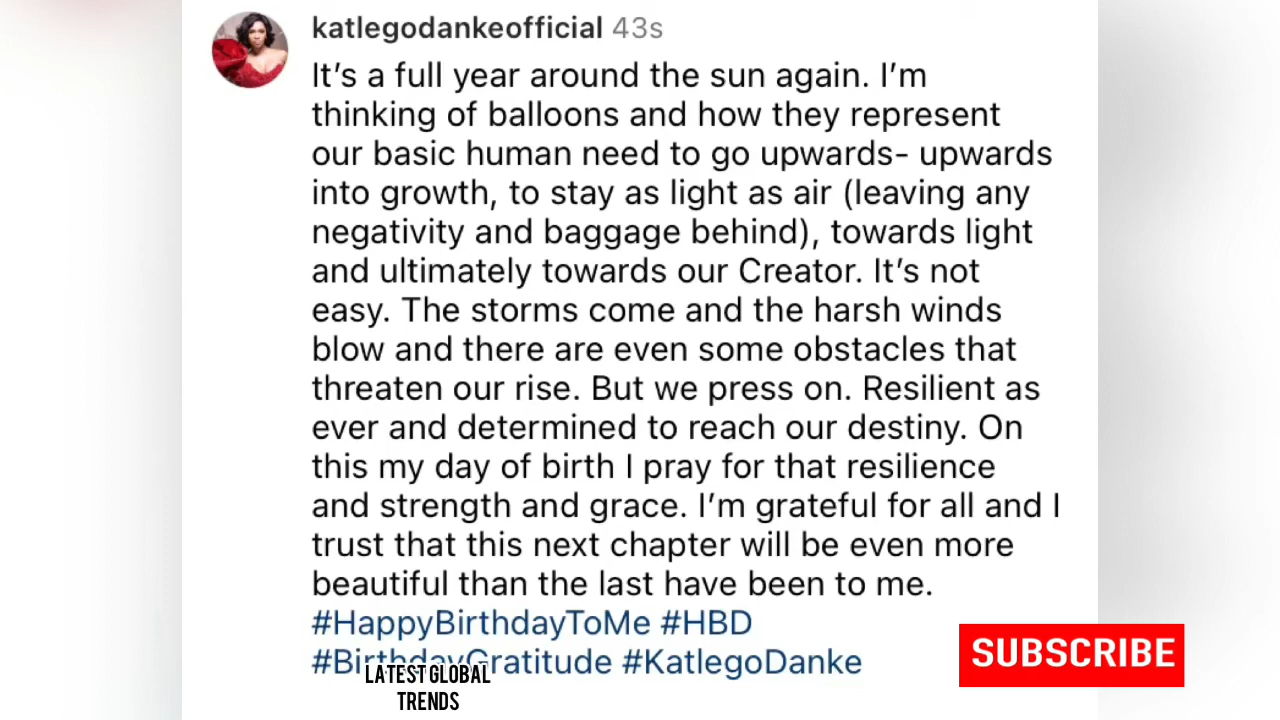 katlegodankeofficial 43s
It's a full year around the sun again. I'm
thinking of balloons and how they represent
our basic human need to go upwards- upwards
into growth, to stay as light as air (leaving any
negativity and baggage behind), towards light
and ultimately towards our Creator. It's not
easy. The storms come and the harsh winds
blow and there are even some obstacles that
threaten our rise. But we press on. Resilient as
ever and determined to reach our destiny. On
this my day of birth I pray for that resilience
and strength and grace. I'm grateful for all and I
trust that this next chapter will be even more
beautiful than the last have been to me.
#HappyBirthdayToMe #HBD
#BirthdayGratitude #KatlegoDanke
SUBSCRIBE
LATEST GLOBAL
TRENDS